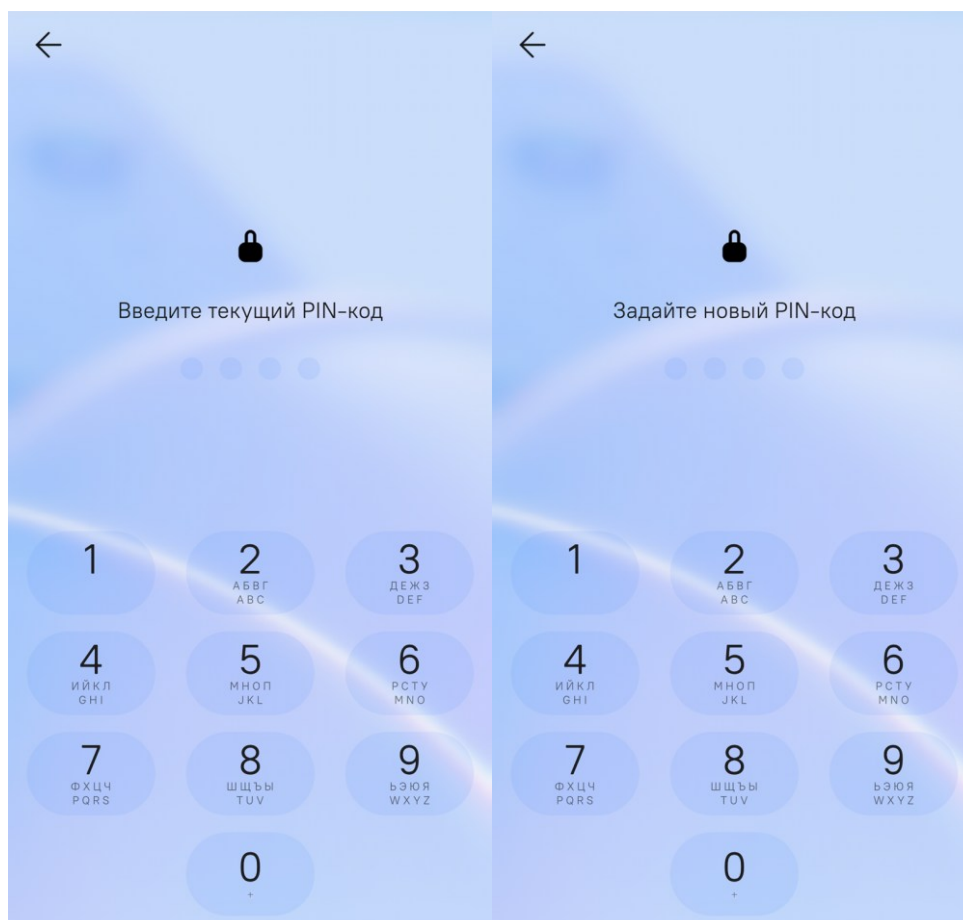 Введите текущий PIN-код
1
2
АБВГ
ABC
3
ДЕЖЗ
DEF
4
ИЙКЛ
GHI
5
МНОП
JKL
6
РСТУ
MNO
7
ФХЦЧ
PQRS
8
ШЩЪЫ
TUV
9
ЬЭЮЯ
WXYZ
0
+
Задайте новый PIN-код
1
2
АБВГ
ABC
3
ДЕЖЗ
DEF
4
ИЙКЛ
GHI
5
МНОП
JKL
6
РСТУ
MNO
7
ФХЦЧ
PQRS
8
ШЩЪЫ
TUV
9
ЬЭЮЯ
WXYZ
0
+